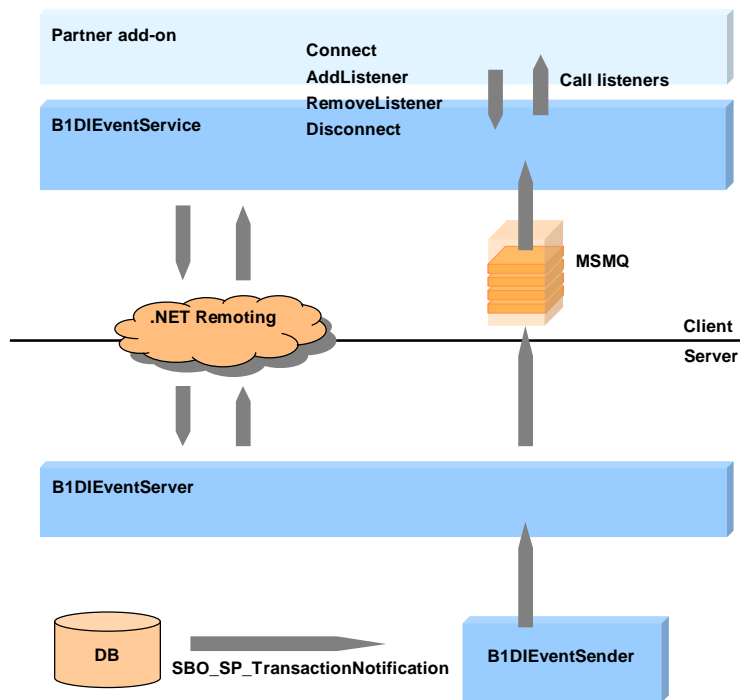 Partner add-on
Connect
AddListener
RemoveListener
Disconnect
Call listeners
B1DIEventService
MSMQ
.NET Remoting
Client
Server
B1DIEventServer
DB
SBO_SP_TransactionNotification
B1DIEventSender